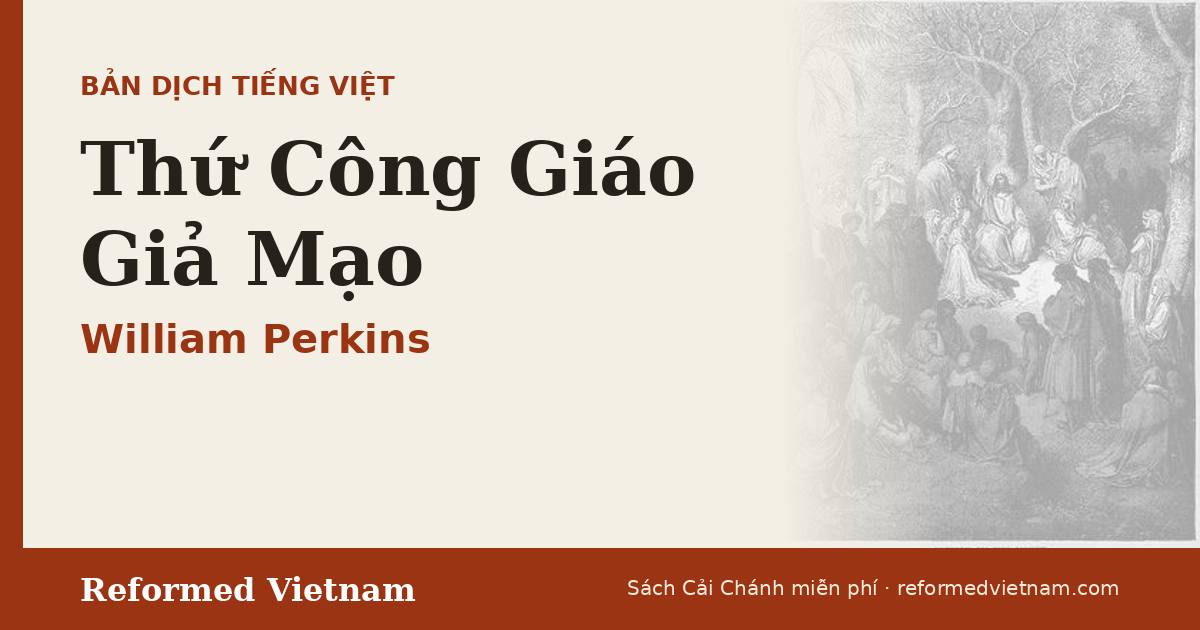 BẢN DỊCH TIẾNG VIỆT
Thứ Công Giáo
Giả Mạo
William Perkins
Reformed Vietnam
Sách Cải Chánh miễn phí · reformedvietnam.com